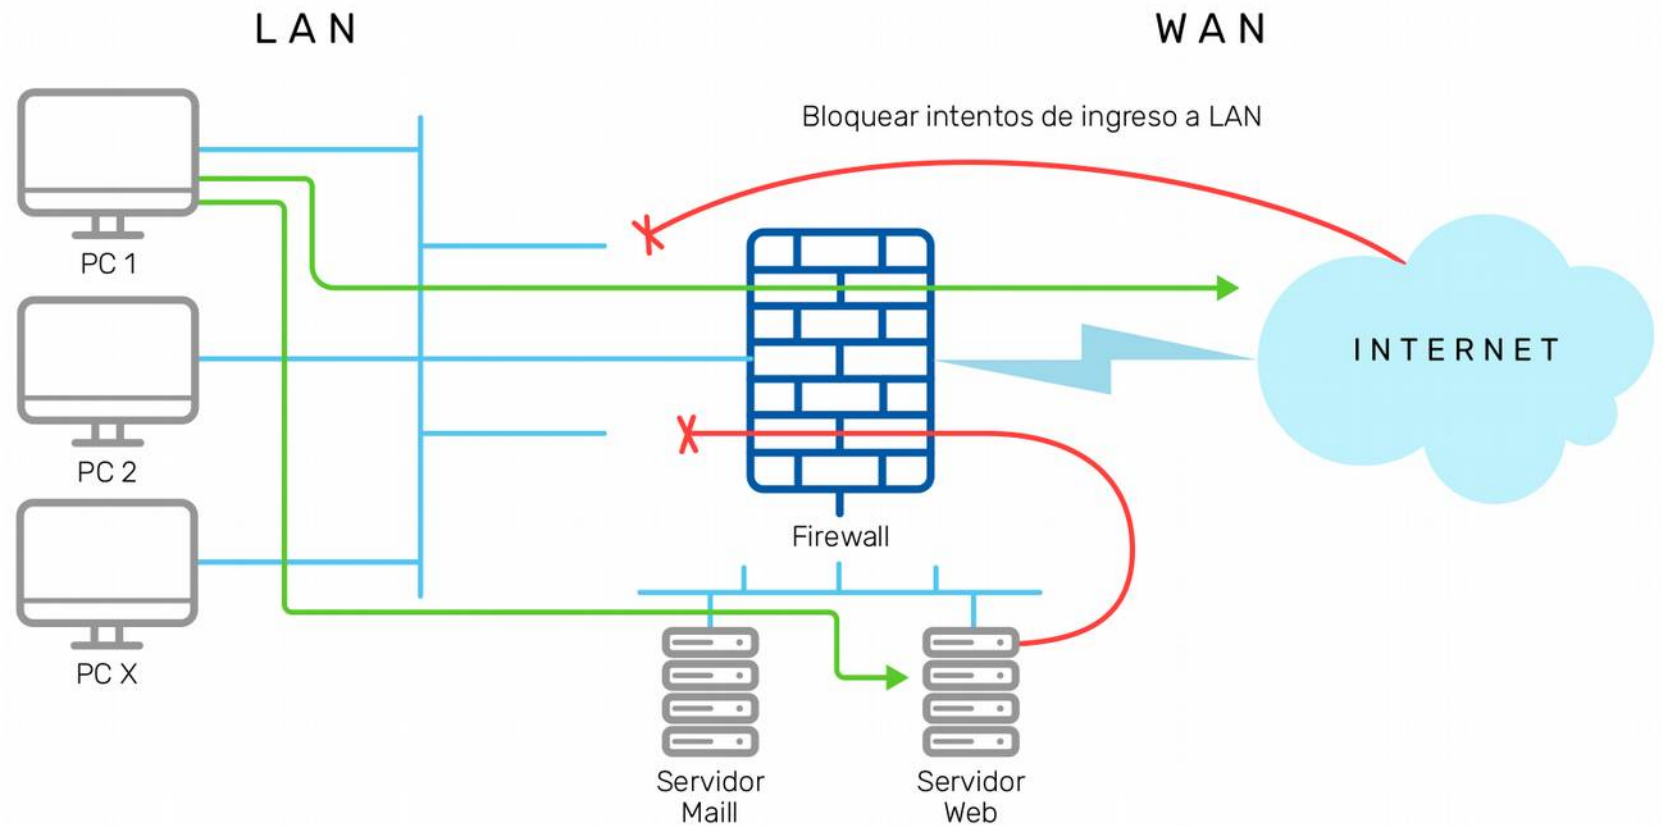 LAN
WAN
Bloquear intentos de ingreso a LAN
PC 1
INTERNET
PC 2
Firewall
PC X
Servidor
Maill
Servidor
Web